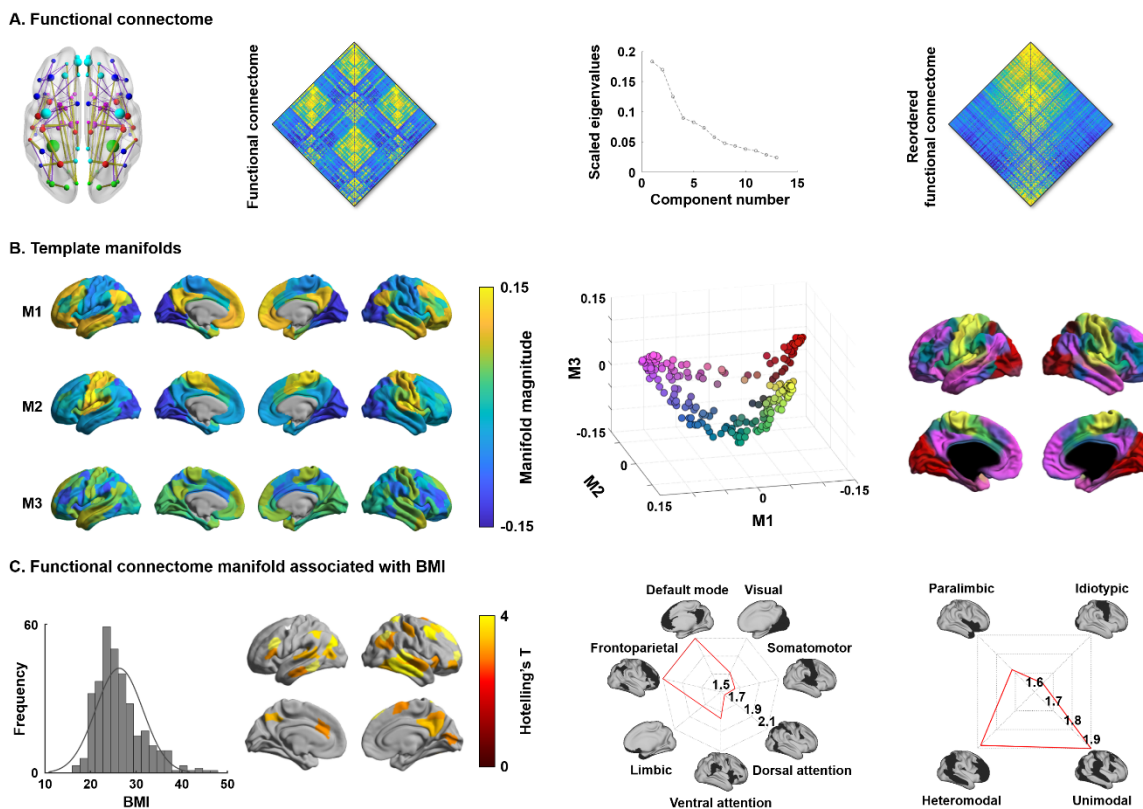 A. Functional connectome
Functional connectome
Scaled eigenvalues
0.2
0.15
0.1
0.05
0
0
5
10
15
Component number
Reordered
functional connectome
B. Template manifolds
M1
M2
M3
0.15
Manifold magnitude
-0.15
0.15
0
-0.15
M3
0
0.15
M2
0
-0.15
M1
C. Functional connectome manifold associated with BMI
60
Frequency
0
10
20
30
40
50
BMI
4
Hotelling's T
0
Default mode
Visual
Frontoparietal
Somatomotor
1.5
1.7
1.9
2.1
Limbic
Dorsal attention
Ventral attention
Paralimbic
Idiotypic
1.6
1.7
1.8
1.9
Heteromodal
Unimodal